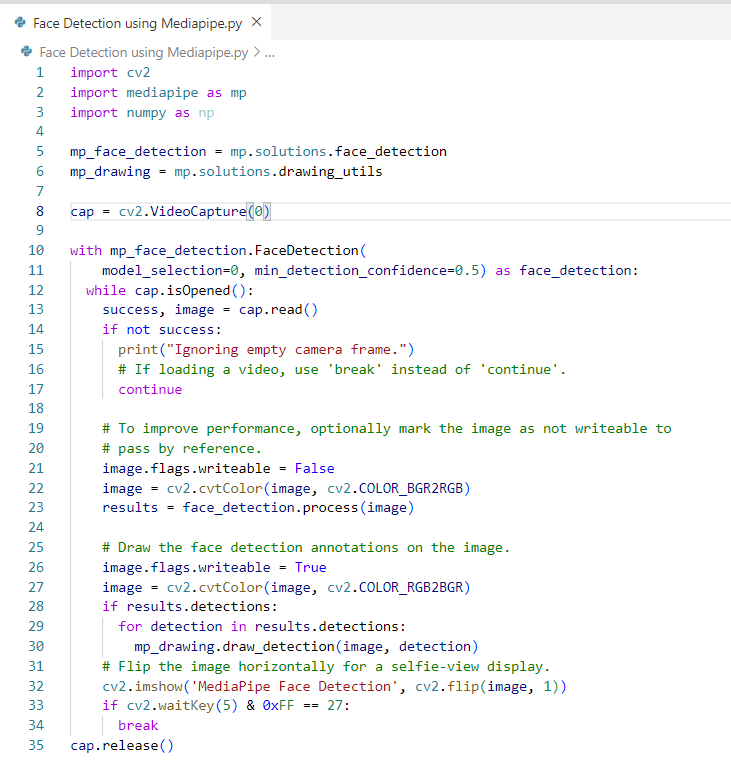 Face Detection using Mediapipe.py ×
Face Detection using Mediapipe.py > ...
1 import cv2
2 import mediapipe as mp
3 import numpy as np
4
5 mp_face_detection = mp.solutions.face_detection
6 mp_drawing = mp.solutions.drawing_utils
7
8 cap = cv2.VideoCapture(0)
9
10 with mp_face_detection.FaceDetection(
11     model_selection=0, min_detection_confidence=0.5) as face_detection:
12   while cap.isOpened():
13     success, image = cap.read()
14     if not success:
15       print("Ignoring empty camera frame.")
16       # If loading a video, use 'break' instead of 'continue'.
17       continue
18
19     # To improve performance, optionally mark the image as not writeable to
20     # pass by reference.
21     image.flags.writeable = False
22     image = cv2.cvtColor(image, cv2.COLOR_BGR2RGB)
23     results = face_detection.process(image)
24
25     # Draw the face detection annotations on the image.
26     image.flags.writeable = True
27     image = cv2.cvtColor(image, cv2.COLOR_RGB2BGR)
28     if results.detections:
29       for detection in results.detections:
30         mp_drawing.draw_detection(image, detection)
31     # Flip the image horizontally for a selfie-view display.
32     cv2.imshow('MediaPipe Face Detection', cv2.flip(image, 1))
33     if cv2.waitKey(5) & 0xFF == 27:
34       break
35 cap.release()